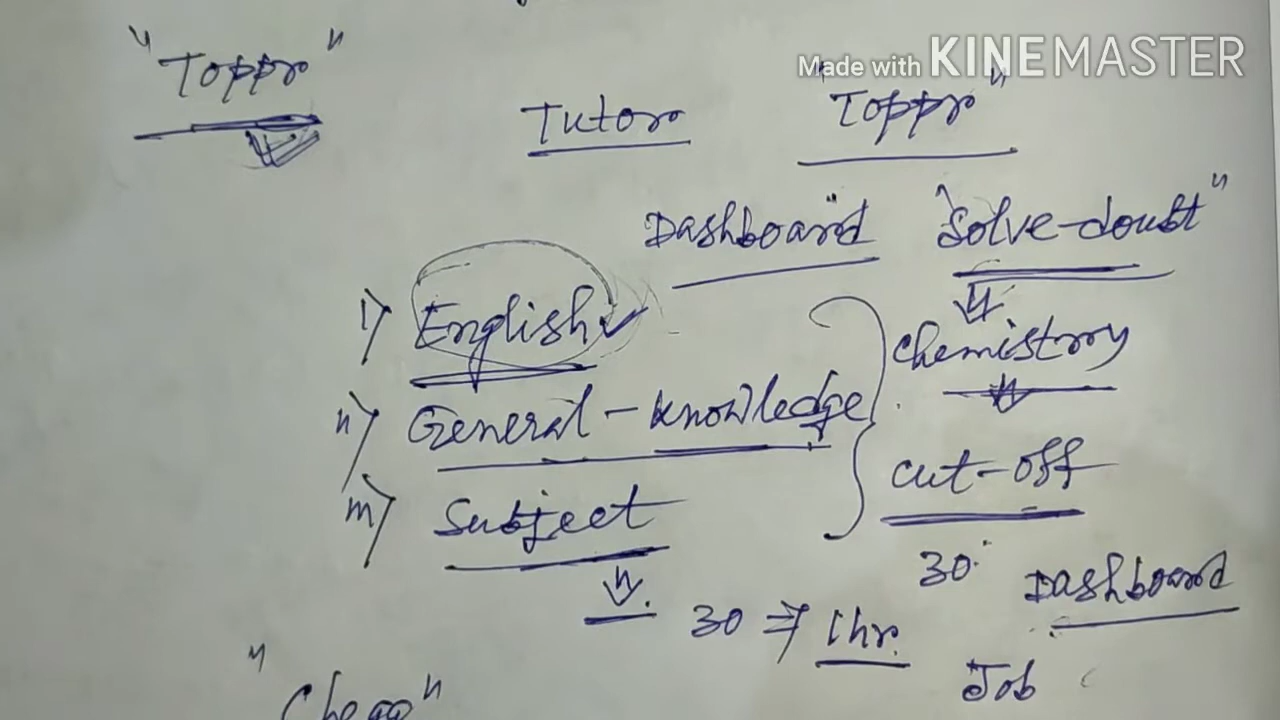 "Toppr"
Made with KINEMASTER
Tutor "Toppr"
Dashboard "Solve-doubt"
i) English ✓
ii) General - knowledge
iii) Subject
Chemistry
cut-off
30
30 ⇒ 1hr.
Dashboard
Job
"Chegg"